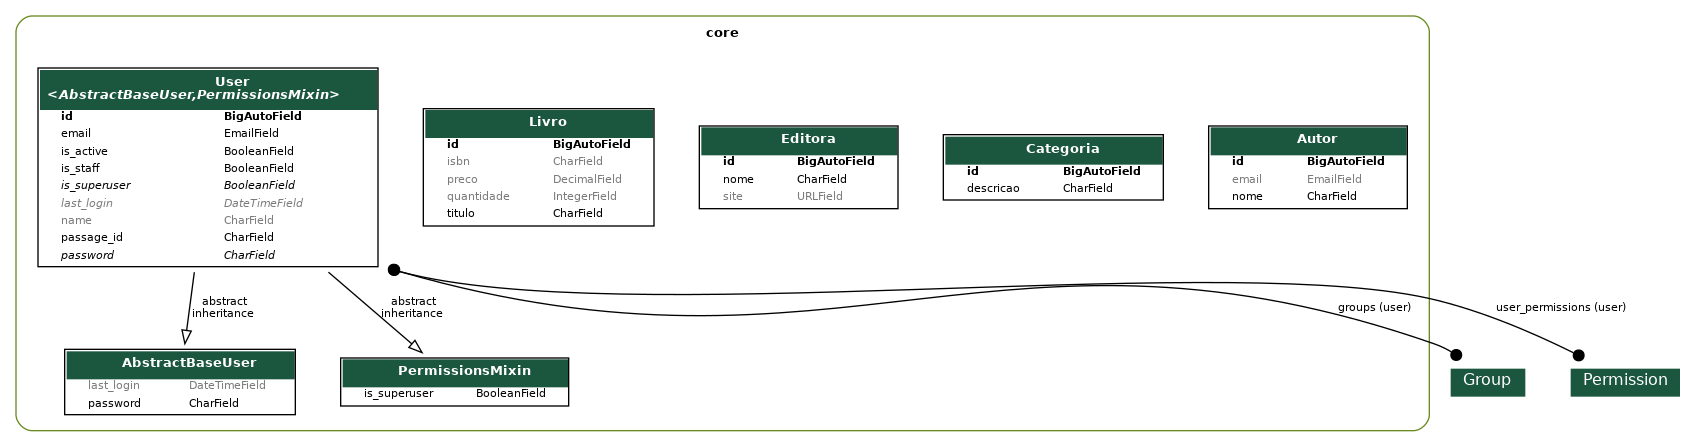 core
User
<AbstractBaseUser,PermissionsMixin>
id BigAutoField
email EmailField
is_active BooleanField
is_staff BooleanField
is_superuser BooleanField
last_login DateTimeField
name CharField
passage_id CharField
password CharField
Livro
id BigAutoField
isbn CharField
preco DecimalField
quantidade IntegerField
titulo CharField
Editora
id BigAutoField
nome CharField
site URLField
Categoria
id BigAutoField
descricao CharField
Autor
id BigAutoField
email EmailField
nome CharField
abstract
inheritance
abstract
inheritance
groups (user)
user_permissions (user)
AbstractBaseUser
last_login DateTimeField
password CharField
PermissionsMixin
is_superuser BooleanField
Group
Permission